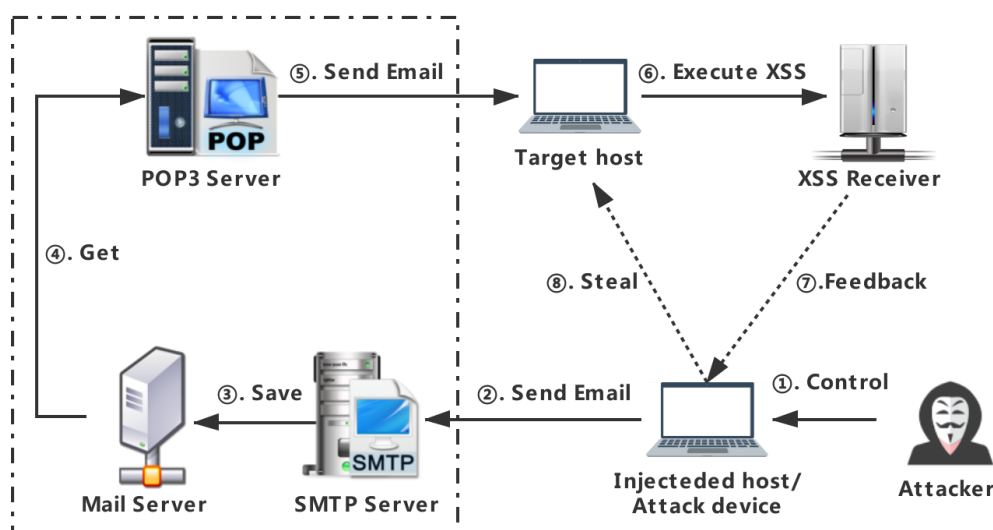 ⑤. Send Email
⑥. Execute XSS
POP
POP3 Server
Target host
XSS Receiver
④. Get
⑧. Steal
⑦.Feedback
③. Save
②. Send Email
①. Control
SMTP
Mail Server
SMTP Server
Injecteded host/
Attack device
Attacker